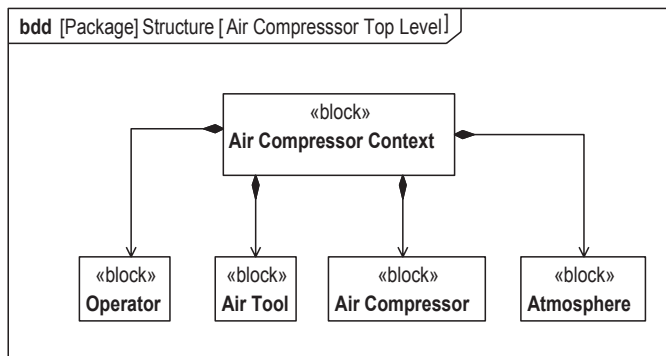 bdd [Package] Structure [Air Compresssor Top Level]
«block»
Air Compressor Context
«block»
Operator
«block»
Air Tool
«block»
Air Compressor
«block»
Atmosphere